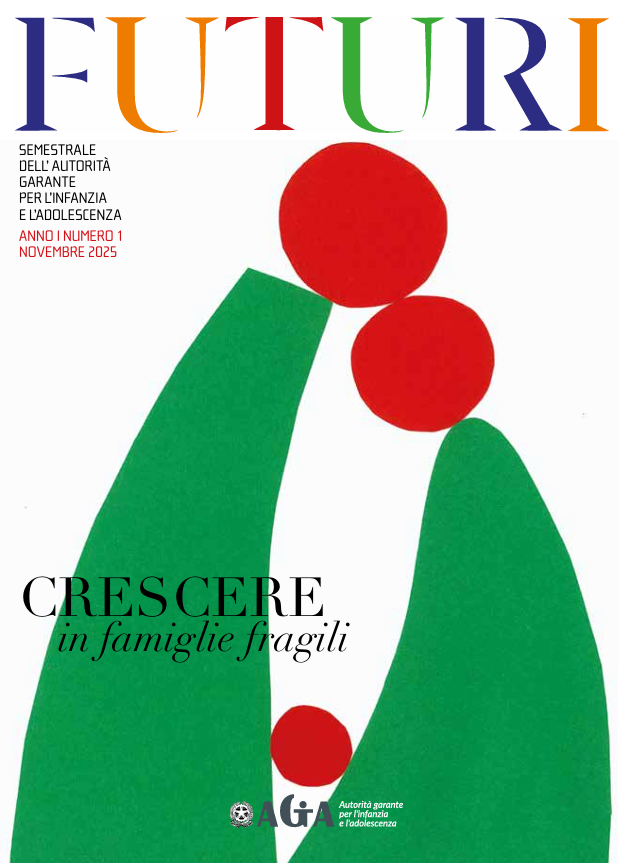 FUTURI
SEMESTRALE
DELL' AUTORITÀ
GARANTE
PER L'INFANZIA
E L'ADOLESCENZA
ANNO I NUMERO 1
NOVEMBRE 2025
CRESCERE
in famiglie fragili
AGIA
Autorità garante
per l'infanzia
e l'adolescenza